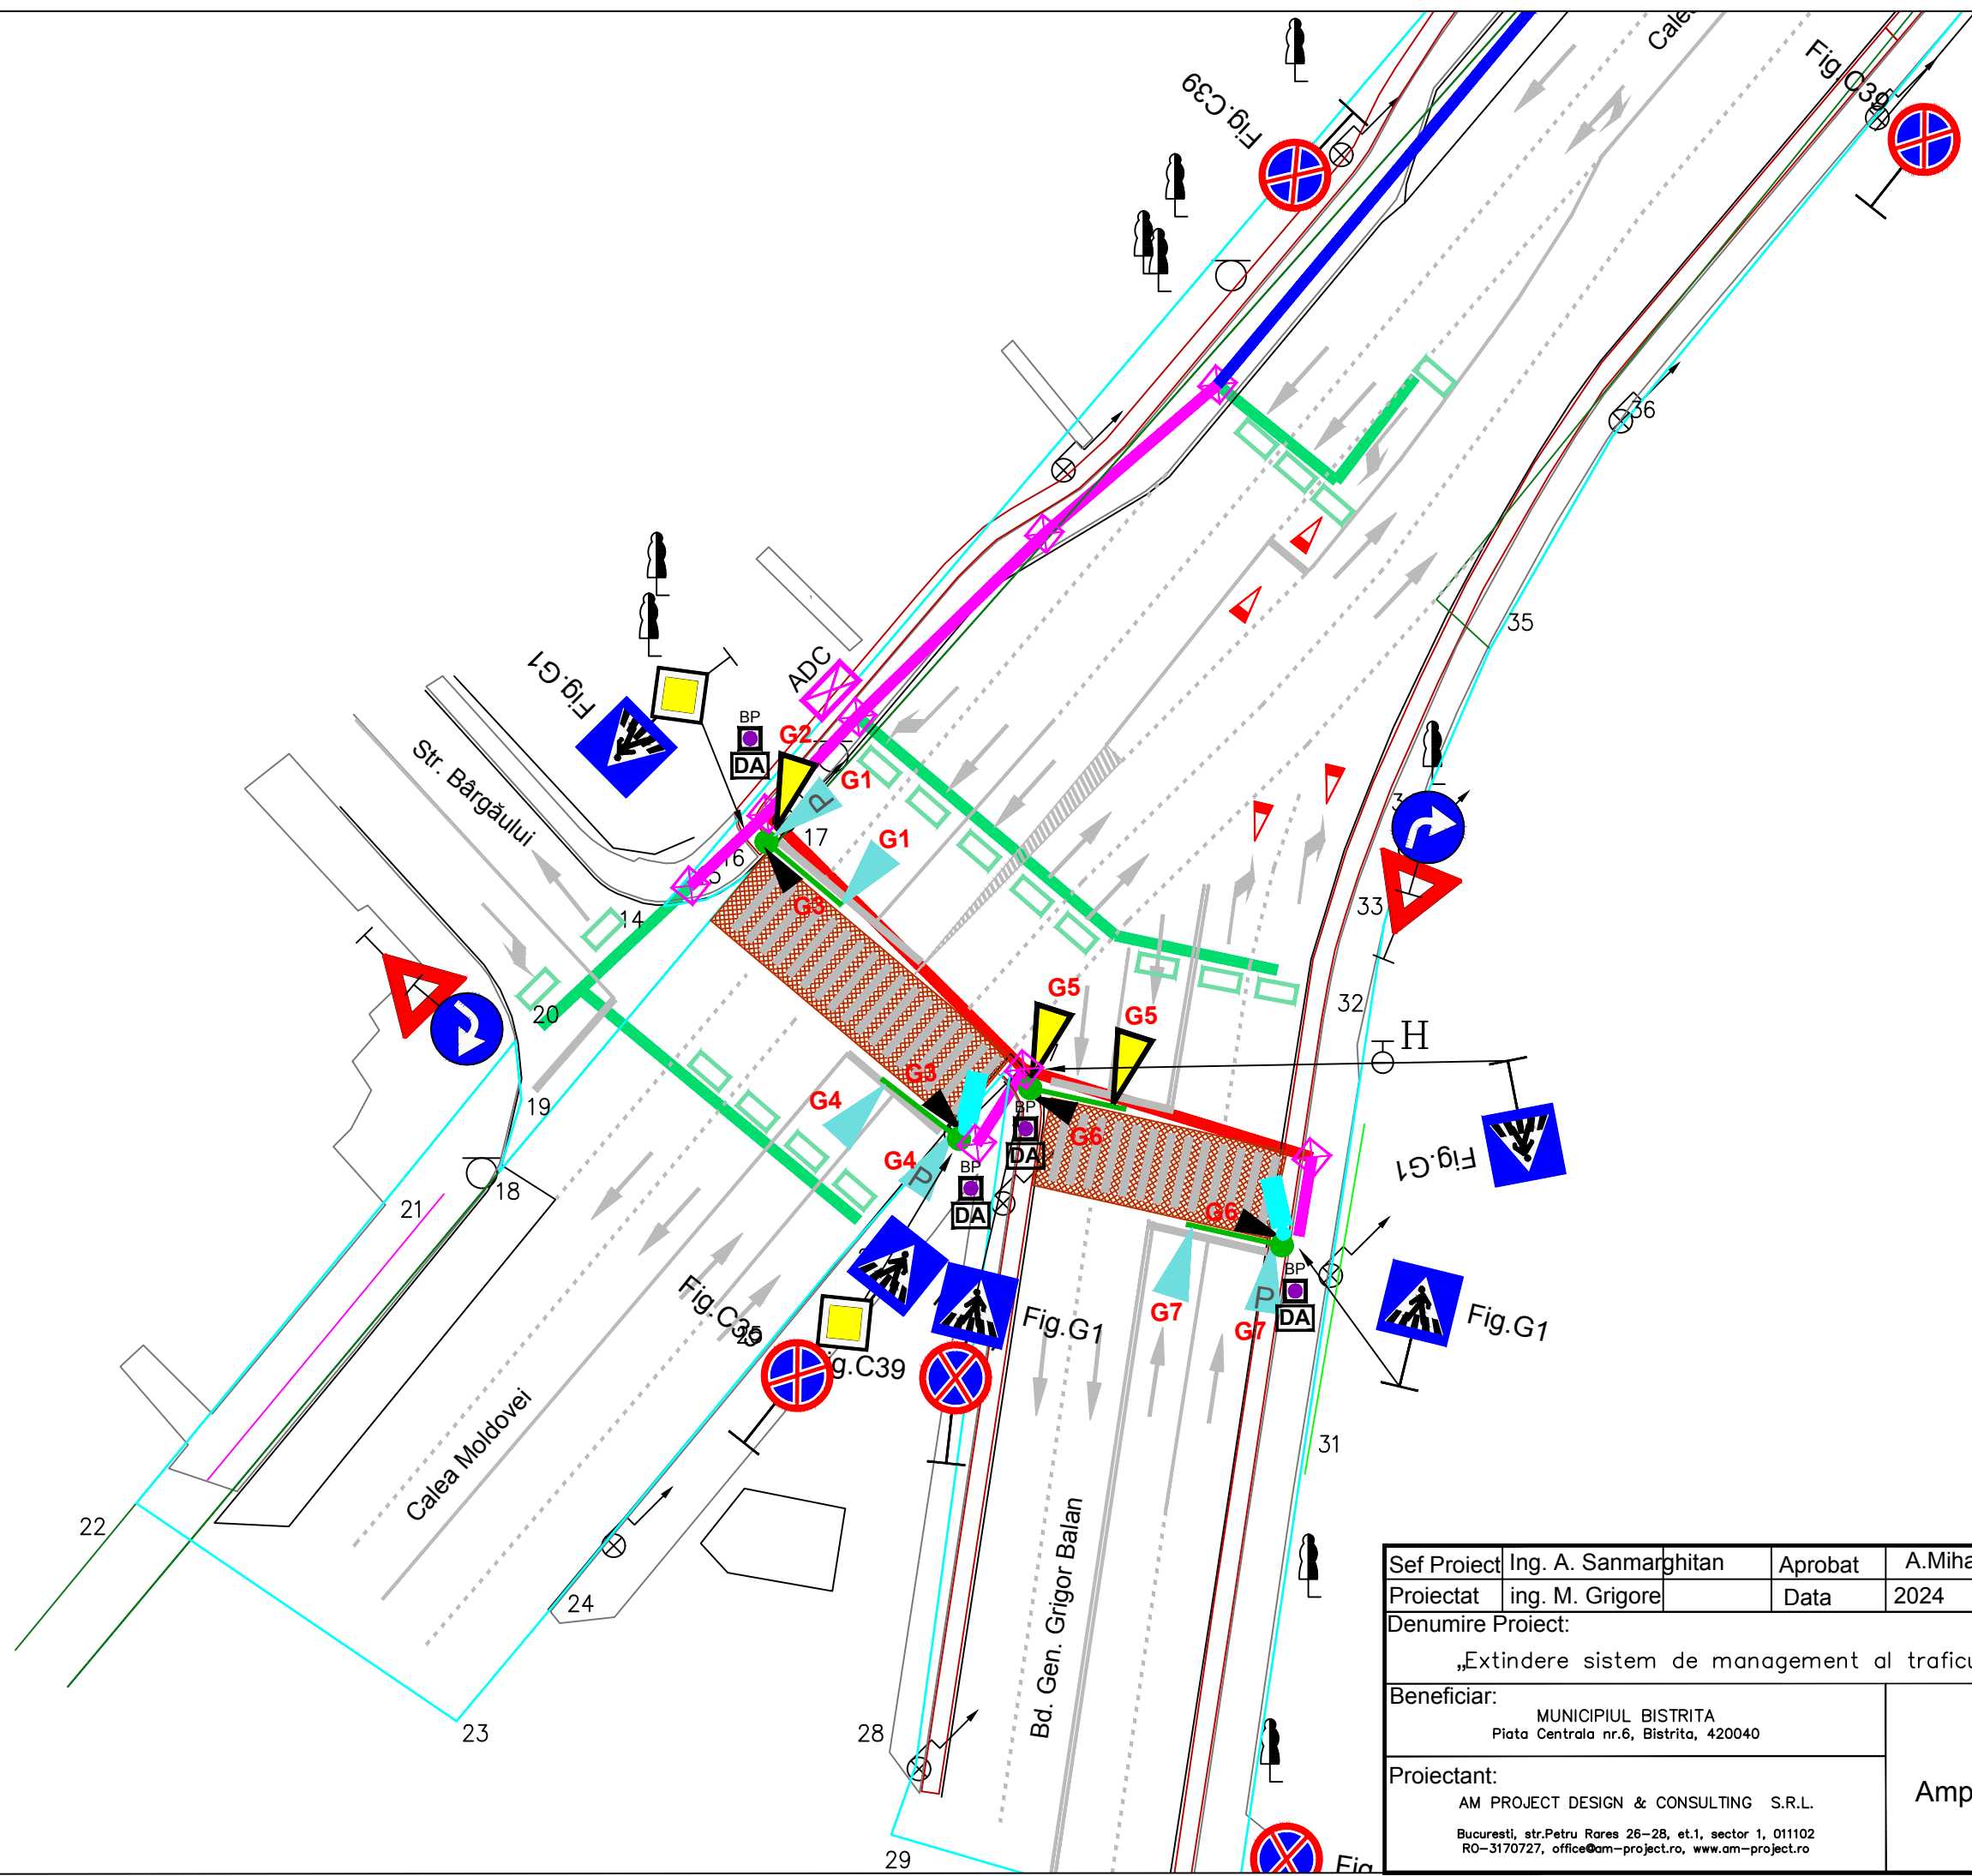 Calea
Fig.C39
Fig.C39
36
35
ADC
Fig.G1
BP
DA
G2
G1
P
G1
17
Str. Bârgăului
16
14
G3
33
32
20
G5
G5
H
19
G3
G4
G4
P
BP
DA
G6
BP
DA
Fig.G1
18
21
G6
BP
DA
G7
P
G7
Fig.G1
Fig.C39
25
Fig.G1
ig.C39
31
Calea Moldovei
22
24
23
Bd. Gen. Grigor Balan
28
29
Fig
Sef Proiect Ing. A. Sanmarghitan Aprobat A.Miha
Proiectat ing. M. Grigore Data 2024
Denumire Proiect:
„Extindere sistem de management al traficu
Beneficiar:
MUNICIPIUL BISTRITA
Piata Centrala nr.6, Bistrita, 420040
Proiectant:
AM PROJECT DESIGN & CONSULTING S.R.L.
Bucuresti, str.Petru Rares 26-28, et.1, sector 1, 011102
RO-3170727, office@am-project.ro, www.am-project.ro
Amp